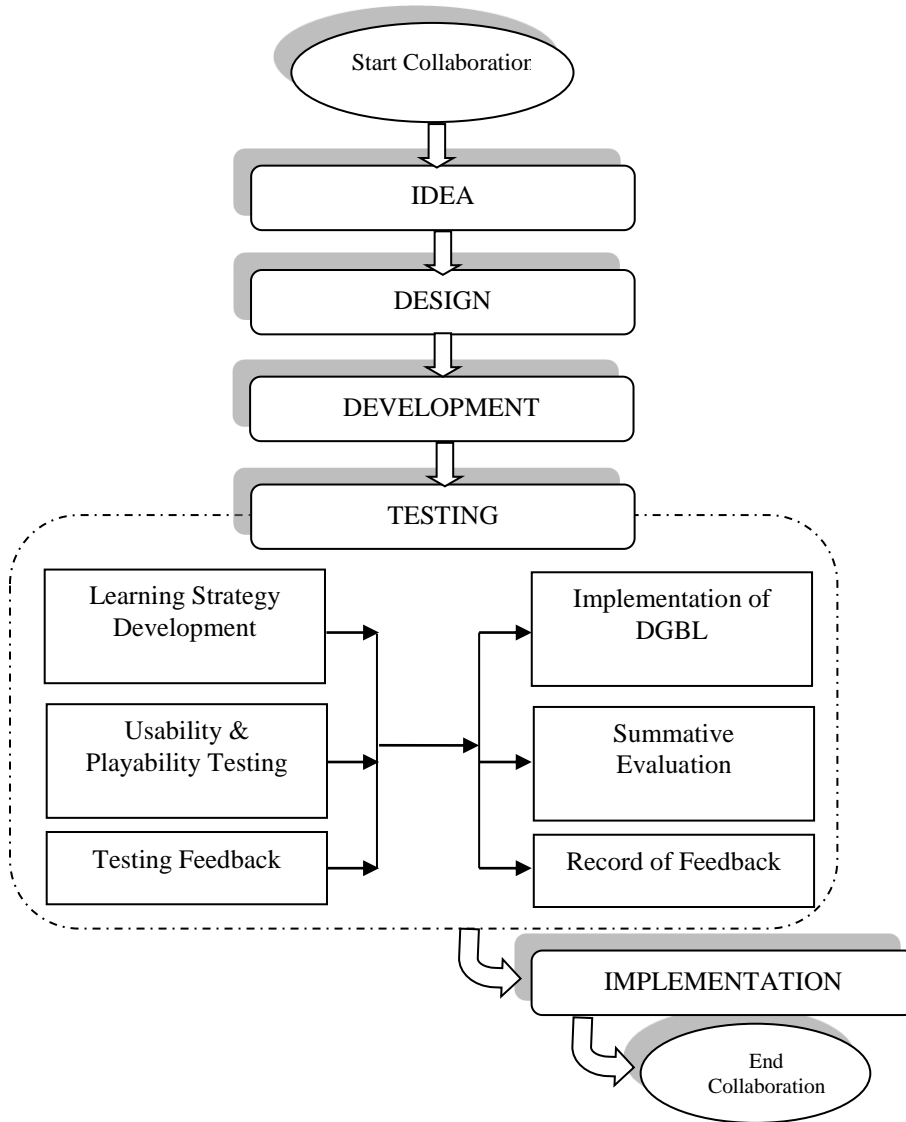 Start Collaboration
IDEA
DESIGN
DEVELOPMENT
TESTING
Learning Strategy
Development
Usability &
Playability Testing
Testing Feedback
Implementation of
DGBL
Summative
Evaluation
Record of Feedback
IMPLEMENTATION
End
Collaboration